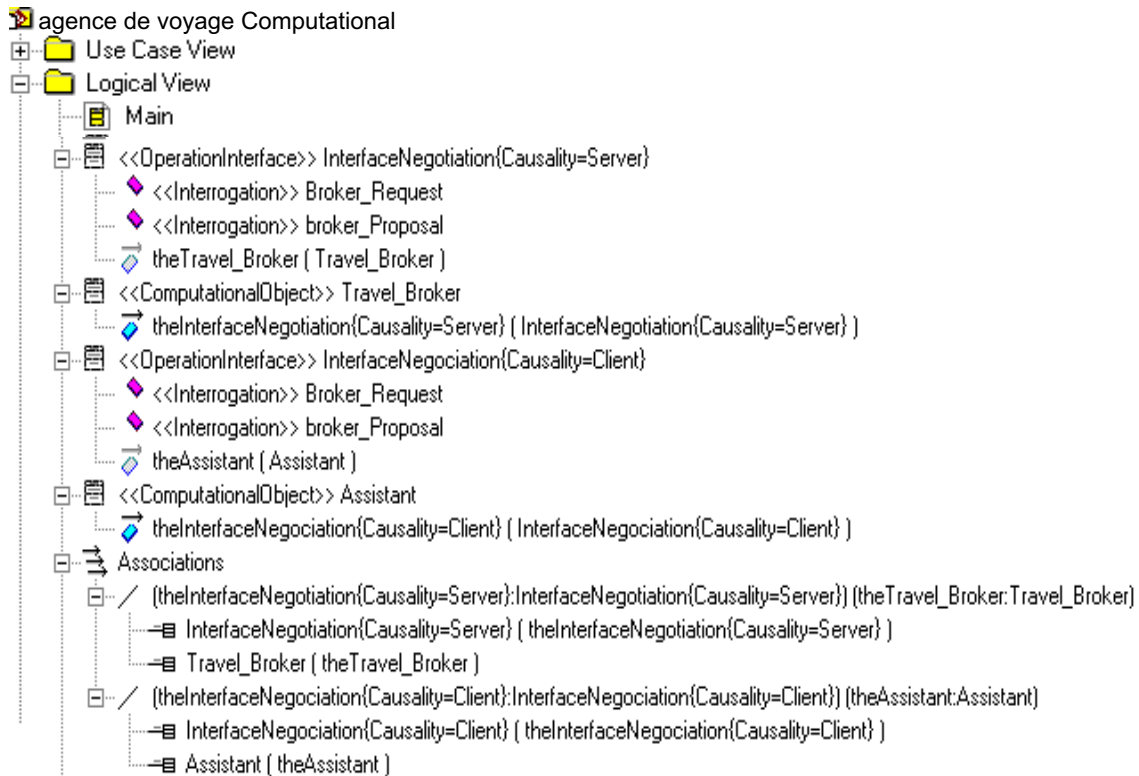 agence de voyage Computational
Use Case View
Logical View
Main
<<OperationInterface>> InterfaceNegotiation{Causality=Server}
<<Interrogation>> Broker_Request
<<Interrogation>> broker_Proposal
theTravel_Broker ( Travel_Broker )
<<ComputationalObject>> Travel_Broker
theInterfaceNegotiation{Causality=Server} ( InterfaceNegotiation{Causality=Server} )
<<OperationInterface>> InterfaceNegociation{Causality=Client}
<<Interrogation>> Broker_Request
<<Interrogation>> broker_Proposal
theAssistant ( Assistant )
<<ComputationalObject>> Assistant
theInterfaceNegociation{Causality=Client} ( InterfaceNegociation{Causality=Client} )
Associations
(theInterfaceNegotiation{Causality=Server}:InterfaceNegotiation{Causality=Server}) (theTravel_Broker:Travel_Broker)
InterfaceNegotiation{Causality=Server} ( theInterfaceNegotiation{Causality=Server} )
Travel_Broker ( theTravel_Broker )
(theInterfaceNegociation{Causality=Client}:InterfaceNegociation{Causality=Client}) (theAssistant:Assistant)
InterfaceNegociation{Causality=Client} ( theInterfaceNegociation{Causality=Client} )
Assistant ( theAssistant )